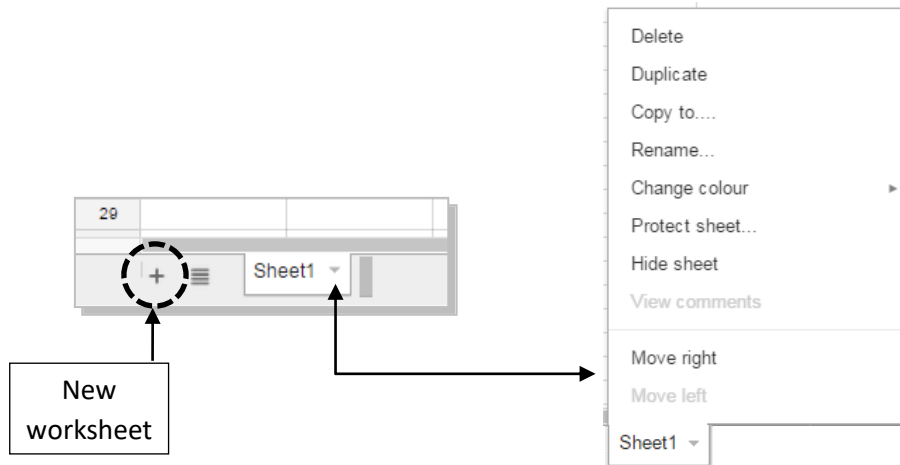 29
Sheet1
New
worksheet
Delete
Duplicate
Copy to....
Rename...
Change colour
Protect sheet...
Hide sheet
View comments
Move right
Move left
Sheet1